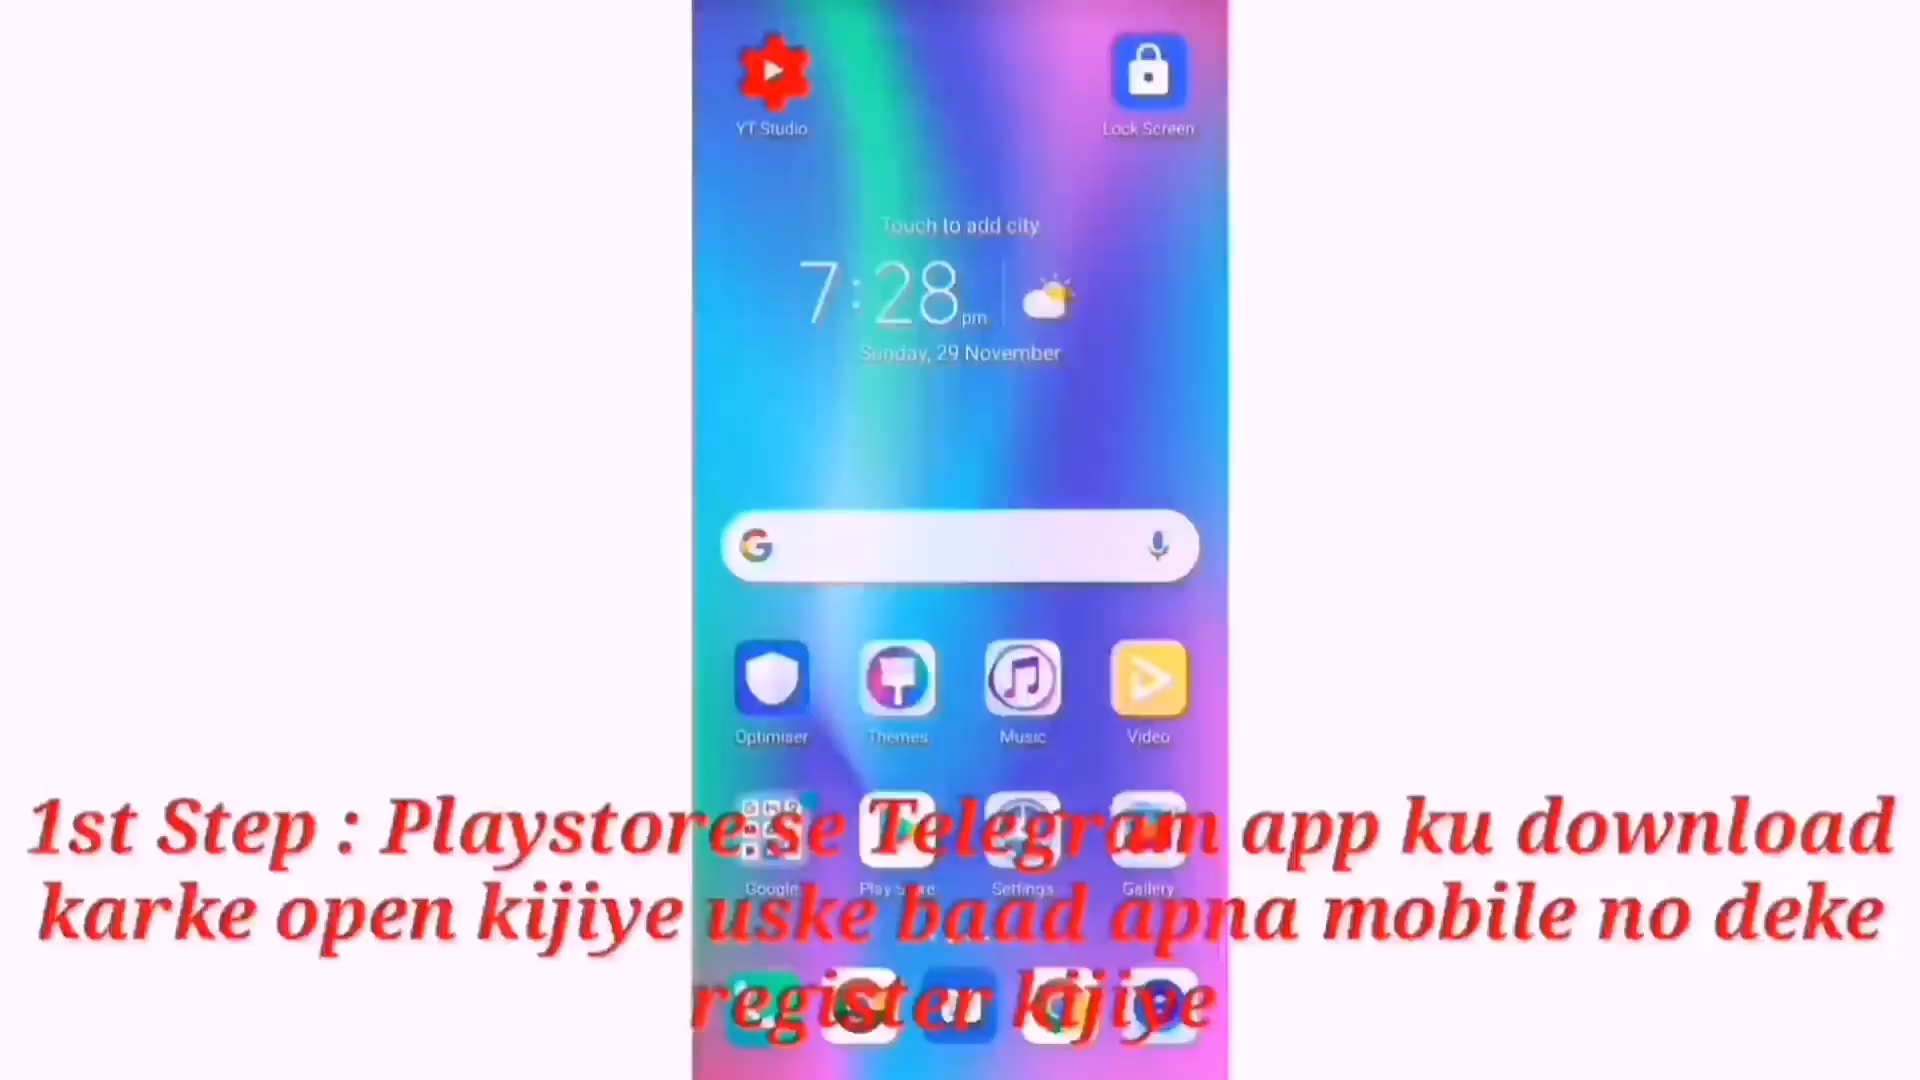 YT Studio
Lock Screen
Touch to add city
7:28 pm
Sunday, 29 November
Optimiser Themes Music Video
1st Step : Playstore se Telegram app ku download
Google Play Store Settings Gallery
karke open kijiye uske baad apna mobile no deke
register kijiye